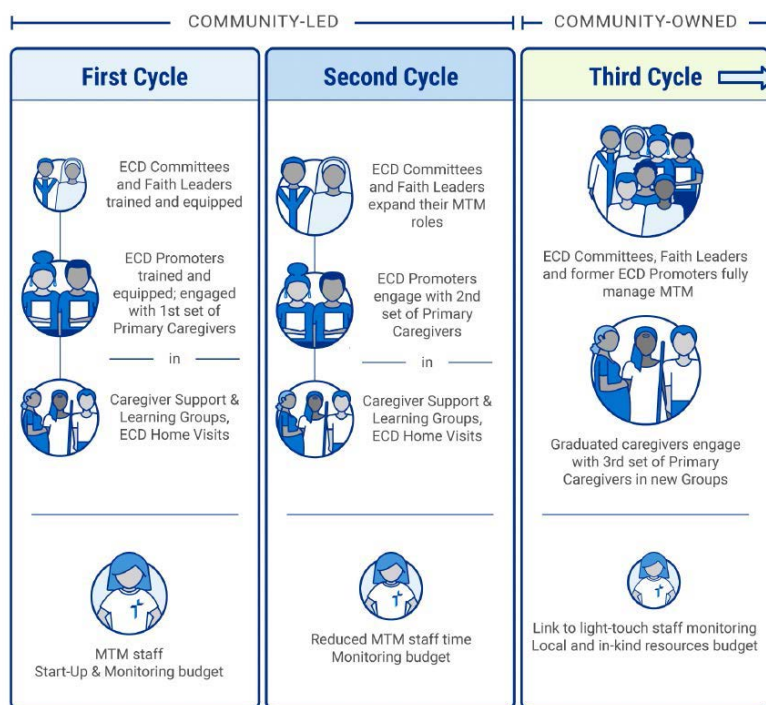 COMMUNITY-LED
COMMUNITY-OWNED
First Cycle
ECD Committees
and Faith Leaders
trained and equipped
ECD Promoters
trained and
equipped; engaged
with 1st set of
Primary Caregivers
in
Caregiver Support &
Learning Groups,
ECD Home Visits
MTM staff
Start-Up & Monitoring budget
Second Cycle
ECD Committees
and Faith Leaders
expand their MTM
roles
ECD Promoters
engage with 2nd
set of Primary
Caregivers
in
Caregiver Support &
Learning Groups,
ECD Home Visits
Reduced MTM staff time
Monitoring budget
Third Cycle
ECD Committees, Faith Leaders
and former ECD Promoters fully
manage MTM
Graduated caregivers engage
with 3rd set of Primary
Caregivers in new Groups
Link to light-touch staff monitoring
Local and in-kind resources budget